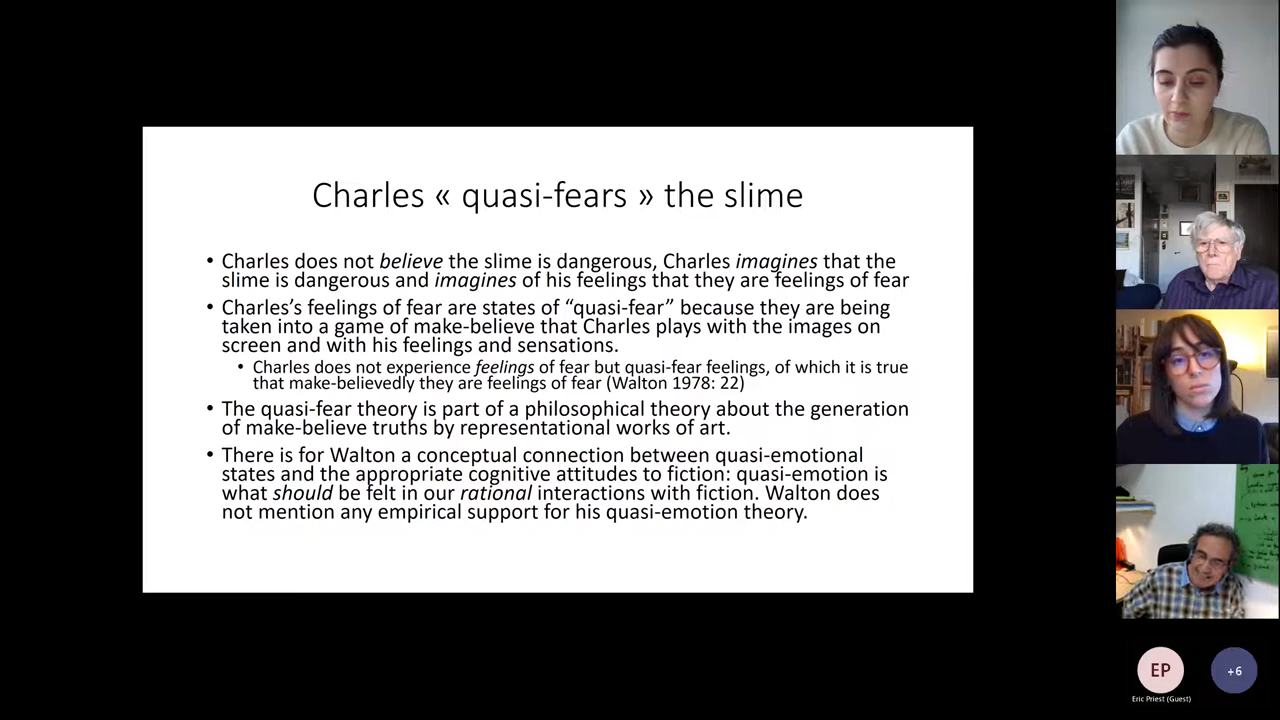 Charles « quasi-fears » the slime
• Charles does not believe the slime is dangerous, Charles imagines that the
slime is dangerous and imagines of his feelings that they are feelings of fear
• Charles’s feelings of fear are states of “quasi-fear” because they are being
taken into a game of make-believe that Charles plays with the images on
screen and with his feelings and sensations.
• Charles does not experience feelings of fear but quasi-fear feelings, of which it is true
that make-believedly they are feelings of fear (Walton 1978: 22)
• The quasi-fear theory is part of a philosophical theory about the generation
of make-believe truths by representational works of art.
• There is for Walton a conceptual connection between quasi-emotional
states and the appropriate cognitive attitudes to fiction: quasi-emotion is
what should be felt in our rational interactions with fiction. Walton does
not mention any empirical support for his quasi-emotion theory.
EP
+6
Eric Priest (Guest)